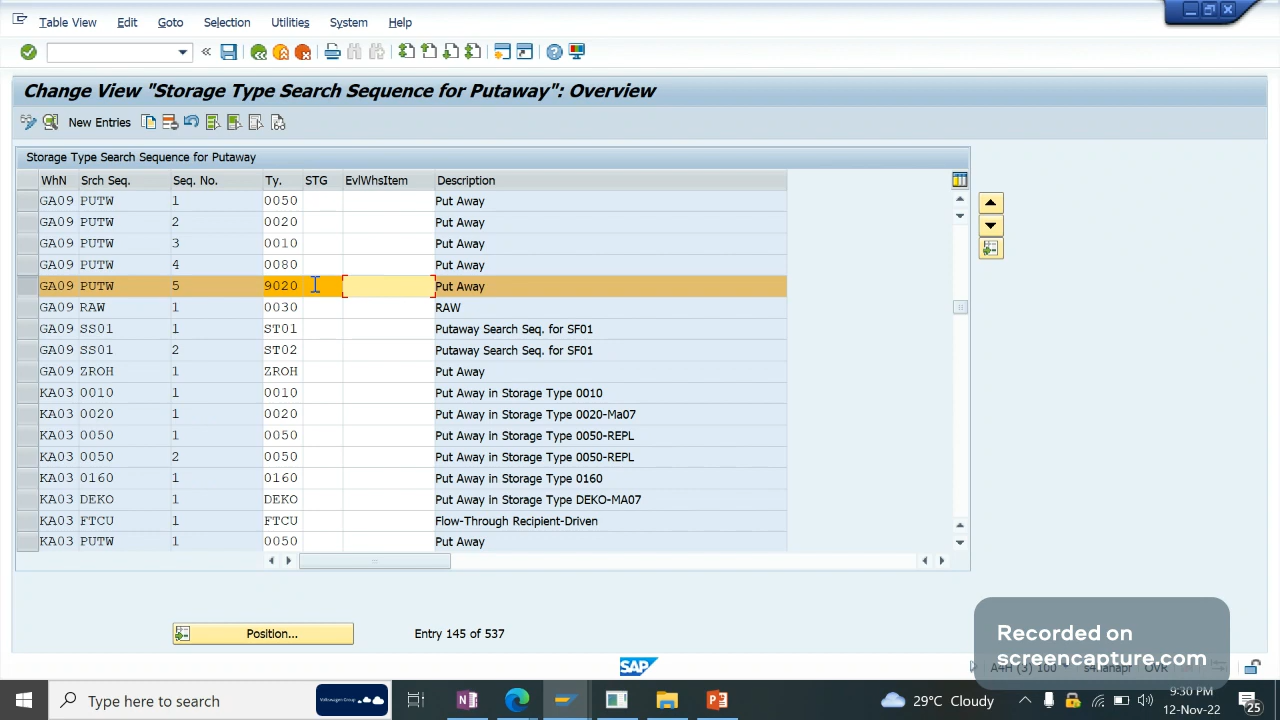 Table View Edit Goto Selection Utilities System Help
Change View "Storage Type Search Sequence for Putaway": Overview
New Entries
Storage Type Search Sequence for Putaway
WhN Srch Seq. Seq. No. Ty. STG EvlWhsItem Description
GA09 PUTW 1 0050 Put Away
GA09 PUTW 2 0020 Put Away
GA09 PUTW 3 0010 Put Away
GA09 PUTW 4 0080 Put Away
GA09 PUTW 5 9020 Put Away
GA09 RAW 1 0030 RAW
GA09 SS01 1 ST01 Putaway Search Seq. for SF01
GA09 SS01 2 ST02 Putaway Search Seq. for SF01
GA09 ZROH 1 ZROH Put Away
KA03 0010 1 0010 Put Away in Storage Type 0010
KA03 0020 1 0020 Put Away in Storage Type 0020-Ma07
KA03 0050 1 0050 Put Away in Storage Type 0050-REPL
KA03 0050 2 0050 Put Away in Storage Type 0050-REPL
KA03 0160 1 0160 Put Away in Storage Type 0160
KA03 DEKO 1 DEKO Put Away in Storage Type DEKO-MA07
KA03 FTCU 1 FTCU Flow-Through Recipient-Driven
KA03 PUTW 1 0050 Put Away
Position... Entry 145 of 537
Recorded on
screencapture.com
SAP
A4H (3) 100 s4hanapr OVR
Type here to search
Volkswagen Group
29°C Cloudy
9:30 PM
12-Nov-22
25